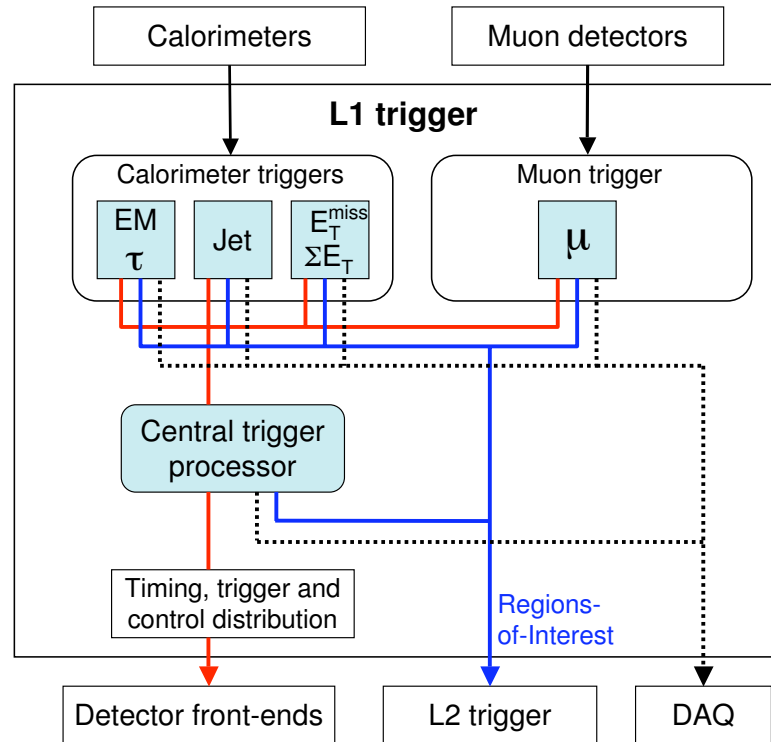 Calorimeters
Muon detectors
L1 trigger
Calorimeter triggers
Muon trigger
EM
τ
Jet
E_T^miss
ΣE_T
μ
Central trigger
processor
Timing, trigger and
control distribution
Regions-
of-Interest
Detector front-ends
L2 trigger
DAQ